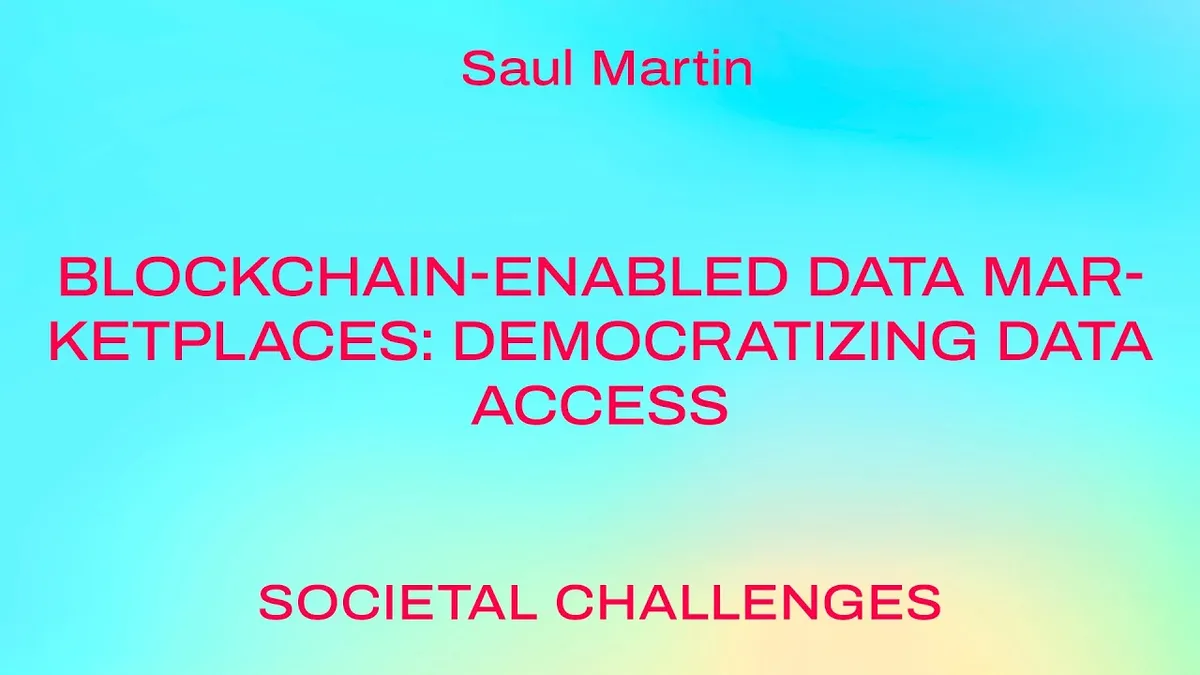 Saul Martin
BLOCKCHAIN-ENABLED DATA MAR-
KETPLACES: DEMOCRATIZING DATA
ACCESS
SOCIETAL CHALLENGES